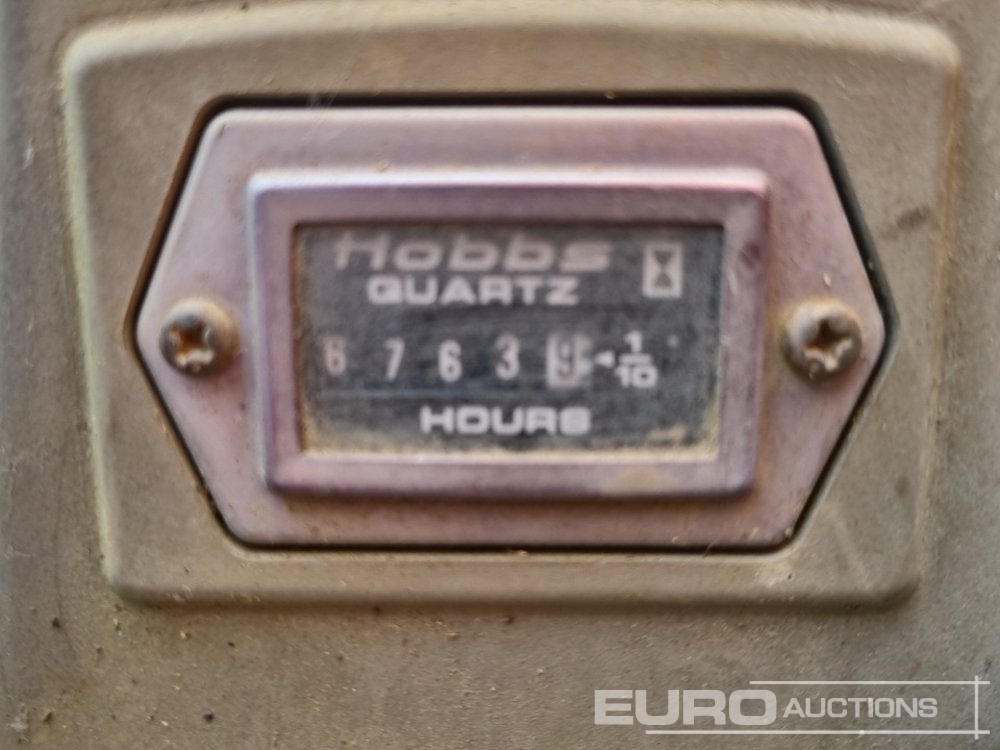 Hobbs
QUARTZ
6 7 6 3 9 1/10
HOURS
EURO AUCTIONS